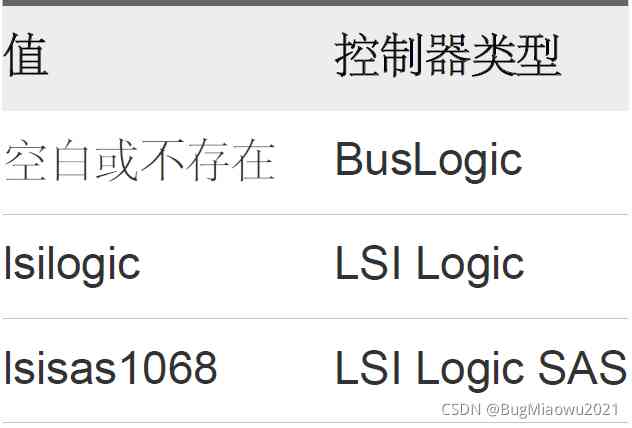 值 控制器类型
空白或不存在 BusLogic
lsilogic LSI Logic
lsisas1068 LSI Logic SAS
CSDN @BugMiaowu2021